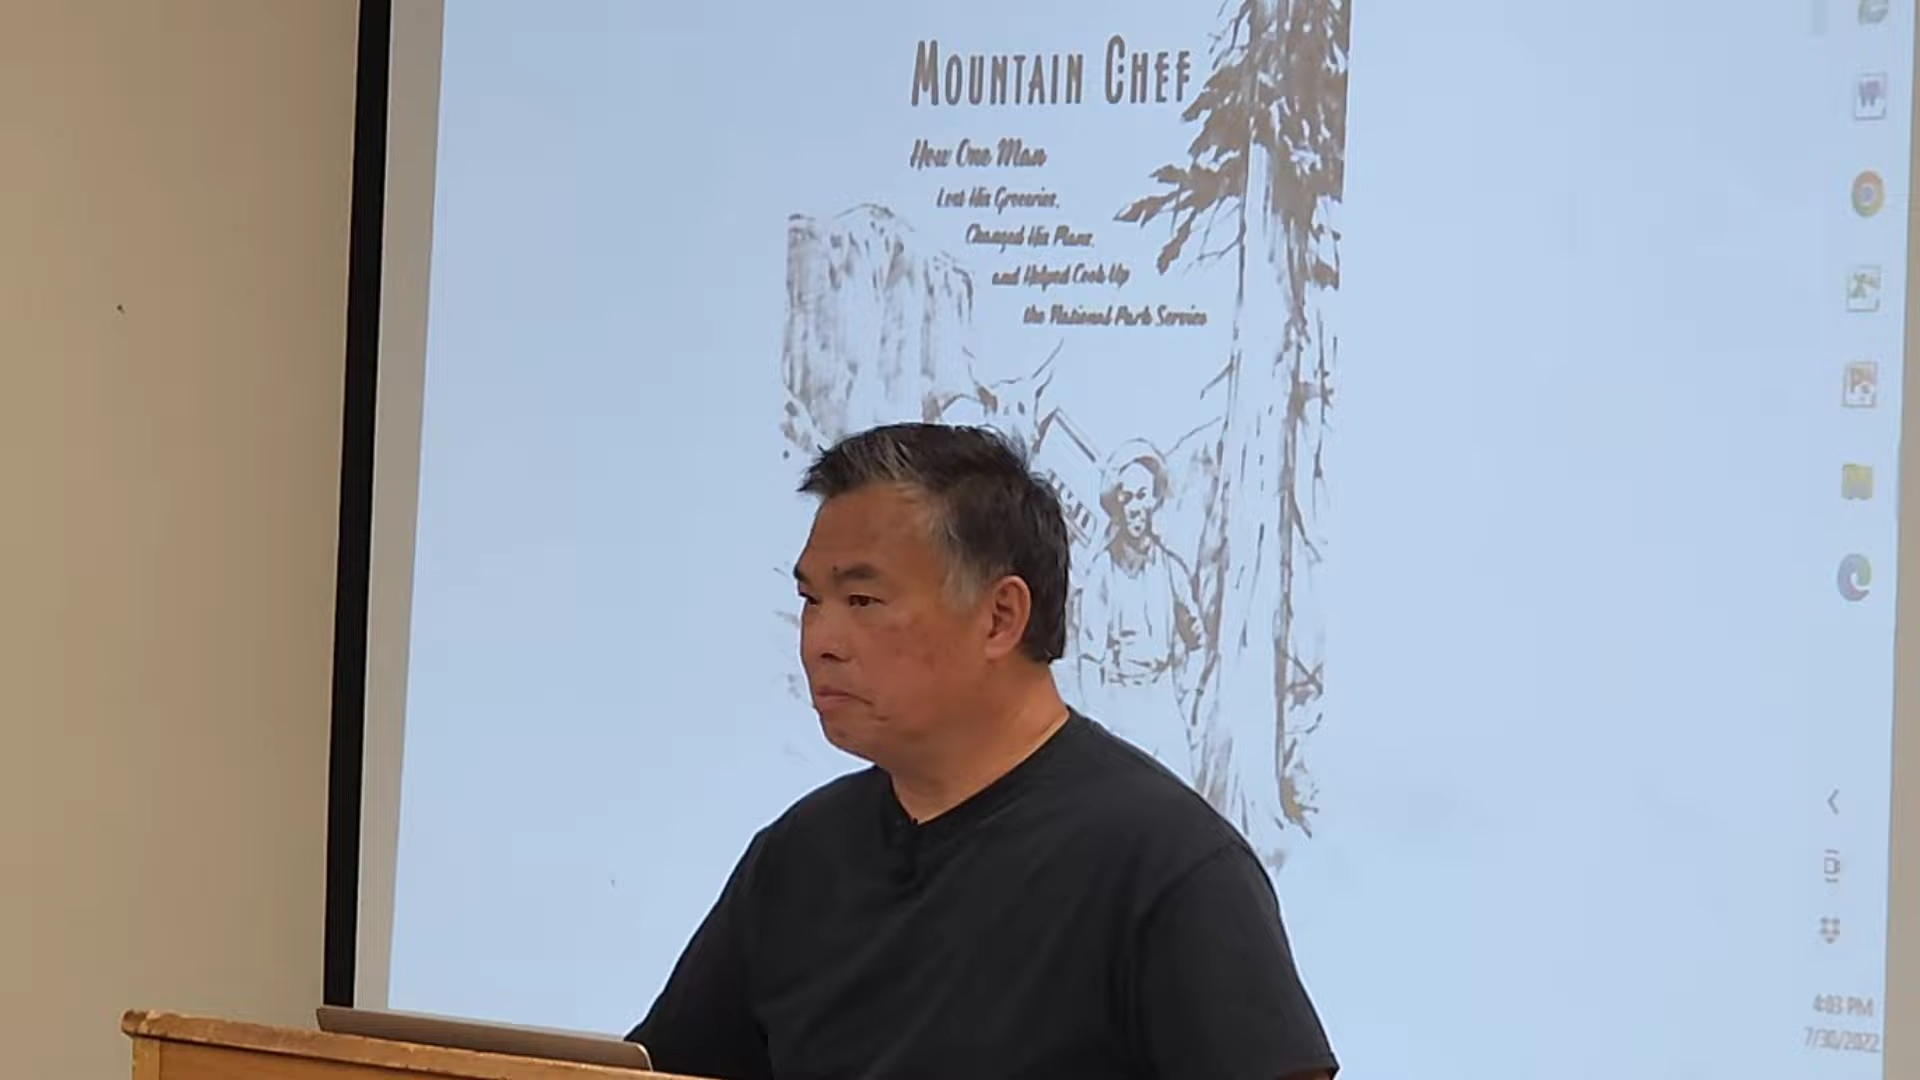 MOUNTAIN CHEF
How One Man
Lost His Groceries,
Changed His Plans,
and Helped Cook Up
the National Park Service
4:03 PM
7/30/2022